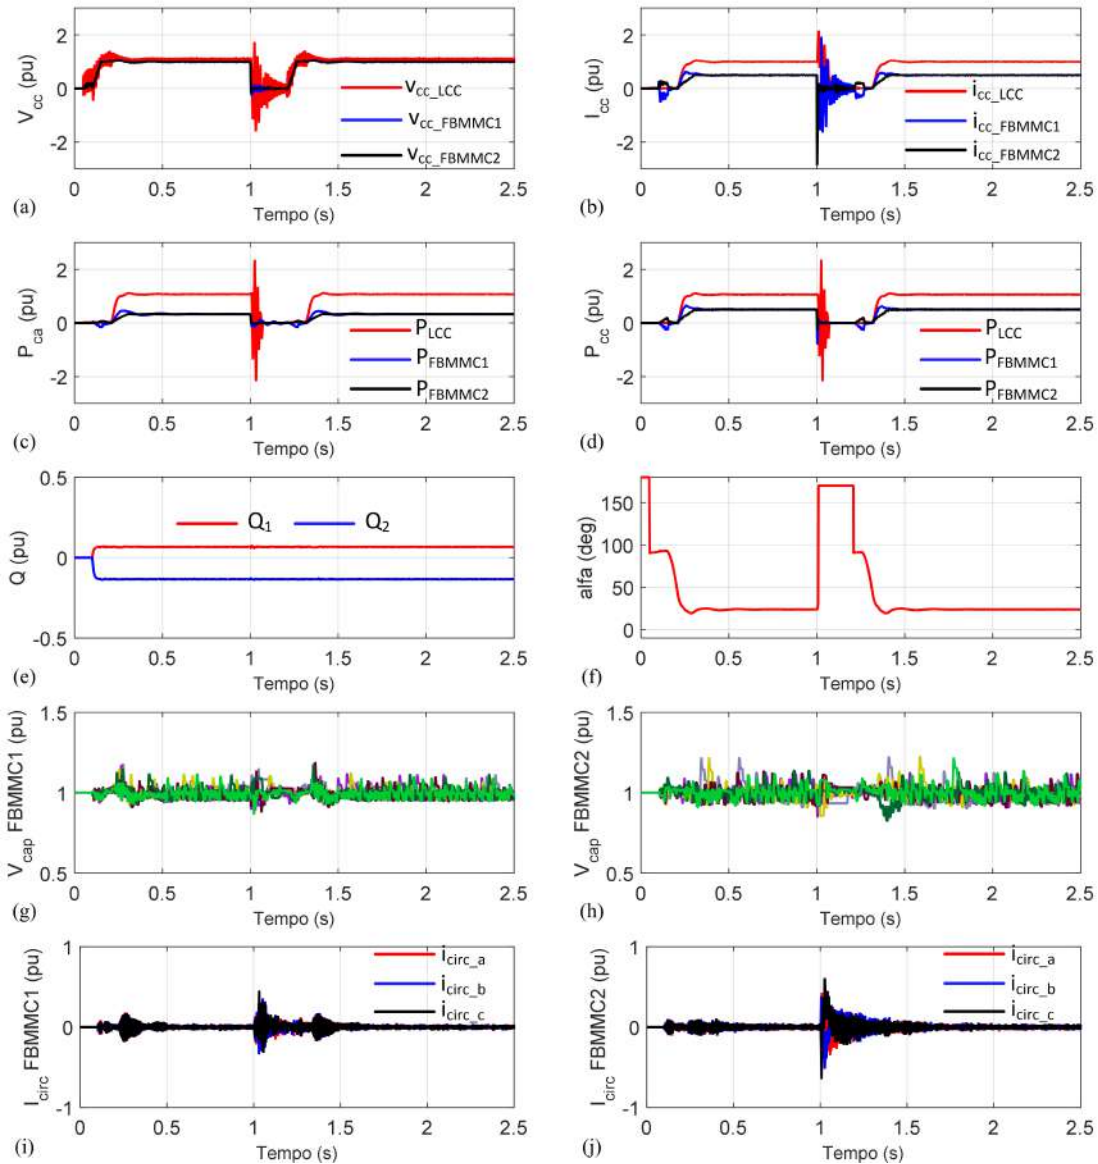 V_cc (pu)
2
0
-2
v_cc_LCC
v_cc_FBMMC1
v_cc_FBMMC2
0 0.5 1 1.5 2 2.5
(a) Tempo (s)
I_cc (pu)
2
0
-2
i_cc_LCC
i_cc_FBMMC1
i_cc_FBMMC2
0 0.5 1 1.5 2 2.5
(b) Tempo (s)
P_ca (pu)
2
0
-2
P_LCC
P_FBMMC1
P_FBMMC2
0 0.5 1 1.5 2 2.5
(c) Tempo (s)
P_cc (pu)
2
0
-2
P_LCC
P_FBMMC1
P_FBMMC2
0 0.5 1 1.5 2 2.5
(d) Tempo (s)
Q (pu)
0.5
0
-0.5
Q_1 Q_2
0 0.5 1 1.5 2 2.5
(e) Tempo (s)
alfa (deg)
150
100
50
0
0 0.5 1 1.5 2 2.5
(f) Tempo (s)
V_cap FBMMC1 (pu)
1.5
1
0.5
0 0.5 1 1.5 2 2.5
(g) Tempo (s)
V_cap FBMMC2 (pu)
1.5
1
0.5
0 0.5 1 1.5 2 2.5
(h) Tempo (s)
I_circ FBMMC1 (pu)
1
0
-1
i_circ_a
i_circ_b
i_circ_c
0 0.5 1 1.5 2 2.5
(i) Tempo (s)
I_circ FBMMC2 (pu)
1
0
-1
i_circ_a
i_circ_b
i_circ_c
0 0.5 1 1.5 2 2.5
(j) Tempo (s)